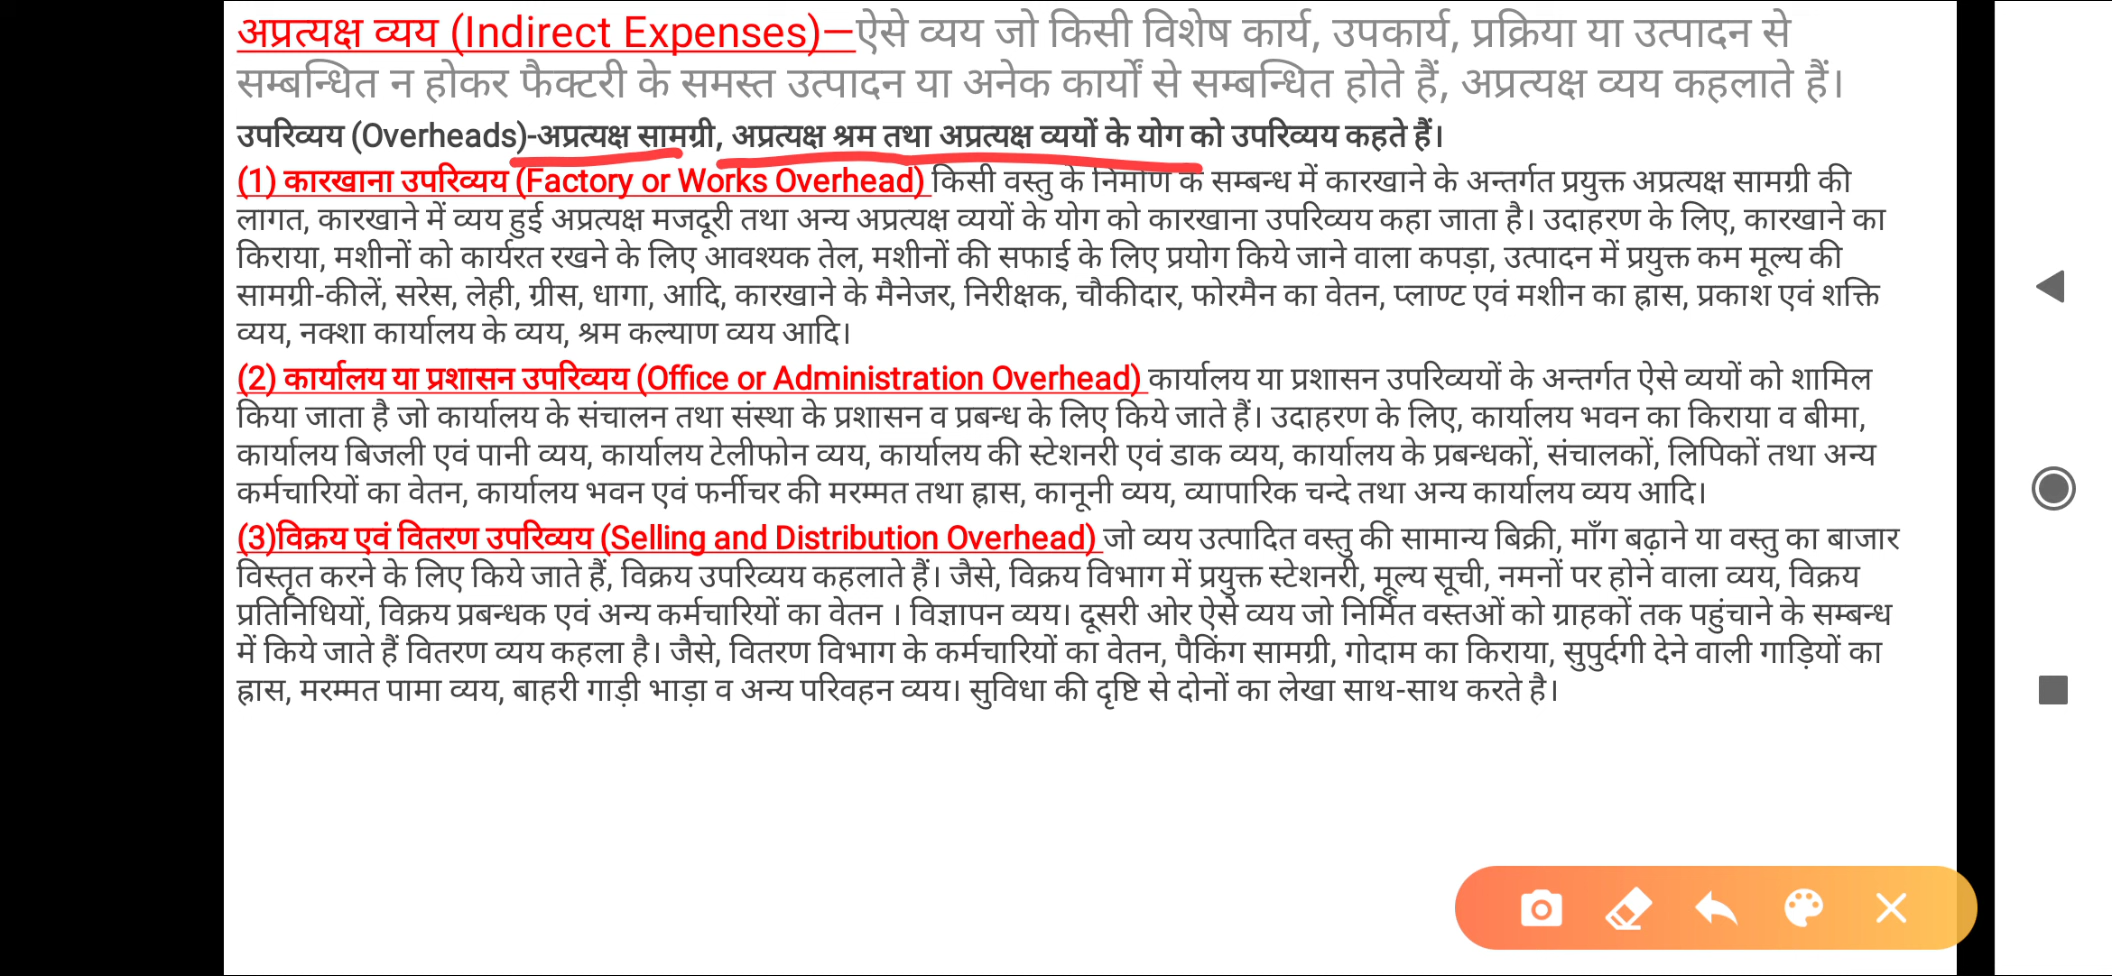 अप्रत्यक्ष व्यय (Indirect Expenses)—ऐसे व्यय जो किसी विशेष कार्य, उपकार्य, प्रक्रिया या उत्पादन से
सम्बन्धित न होकर फैक्टरी के समस्त उत्पादन या अनेक कार्यों से सम्बन्धित होते हैं, अप्रत्यक्ष व्यय कहलाते हैं।
उपरिव्यय (Overheads)-अप्रत्यक्ष सामग्री, अप्रत्यक्ष श्रम तथा अप्रत्यक्ष व्ययों के योग को उपरिव्यय कहते हैं।
(1) कारखाना उपरिव्यय (Factory or Works Overhead) किसी वस्तु के निर्माण के सम्बन्ध में कारखाने के अन्तर्गत प्रयुक्त अप्रत्यक्ष सामग्री की
लागत, कारखाने में व्यय हुई अप्रत्यक्ष मजदूरी तथा अन्य अप्रत्यक्ष व्ययों के योग को कारखाना उपरिव्यय कहा जाता है। उदाहरण के लिए, कारखाने का
किराया, मशीनों को कार्यरत रखने के लिए आवश्यक तेल, मशीनों की सफाई के लिए प्रयोग किये जाने वाला कपड़ा, उत्पादन में प्रयुक्त कम मूल्य की
सामग्री-कीलें, सरेस, लेही, ग्रीस, धागा, आदि, कारखाने के मैनेजर, निरीक्षक, चौकीदार, फोरमैन का वेतन, प्लाण्ट एवं मशीन का ह्रास, प्रकाश एवं शक्ति
व्यय, नक्शा कार्यालय के व्यय, श्रम कल्याण व्यय आदि।
(2) कार्यालय या प्रशासन उपरिव्यय (Office or Administration Overhead) कार्यालय या प्रशासन उपरिव्ययों के अन्तर्गत ऐसे व्ययों को शामिल
किया जाता है जो कार्यालय के संचालन तथा संस्था के प्रशासन व प्रबन्ध के लिए किये जाते हैं। उदाहरण के लिए, कार्यालय भवन का किराया व बीमा,
कार्यालय बिजली एवं पानी व्यय, कार्यालय टेलीफोन व्यय, कार्यालय की स्टेशनरी एवं डाक व्यय, कार्यालय के प्रबन्धकों, संचालकों, लिपिकों तथा अन्य
कर्मचारियों का वेतन, कार्यालय भवन एवं फर्नीचर की मरम्मत तथा ह्रास, कानूनी व्यय, व्यापारिक चन्दे तथा अन्य कार्यालय व्यय आदि।
(3)विक्रय एवं वितरण उपरिव्यय (Selling and Distribution Overhead) जो व्यय उत्पादित वस्तु की सामान्य बिक्री, माँग बढ़ाने या वस्तु का बाजार
विस्तृत करने के लिए किये जाते हैं, विक्रय उपरिव्यय कहलाते हैं। जैसे, विक्रय विभाग में प्रयुक्त स्टेशनरी, मूल्य सूची, नमनों पर होने वाला व्यय, विक्रय
प्रतिनिधियों, विक्रय प्रबन्धक एवं अन्य कर्मचारियों का वेतन । विज्ञापन व्यय। दूसरी ओर ऐसे व्यय जो निर्मित वस्तओं को ग्राहकों तक पहुंचाने के सम्बन्ध
में किये जाते हैं वितरण व्यय कहला है। जैसे, वितरण विभाग के कर्मचारियों का वेतन, पैकिंग सामग्री, गोदाम का किराया, सुपुर्दगी देने वाली गाड़ियों का
ह्रास, मरम्मत पामा व्यय, बाहरी गाड़ी भाड़ा व अन्य परिवहन व्यय। सुविधा की दृष्टि से दोनों का लेखा साथ-साथ करते है।